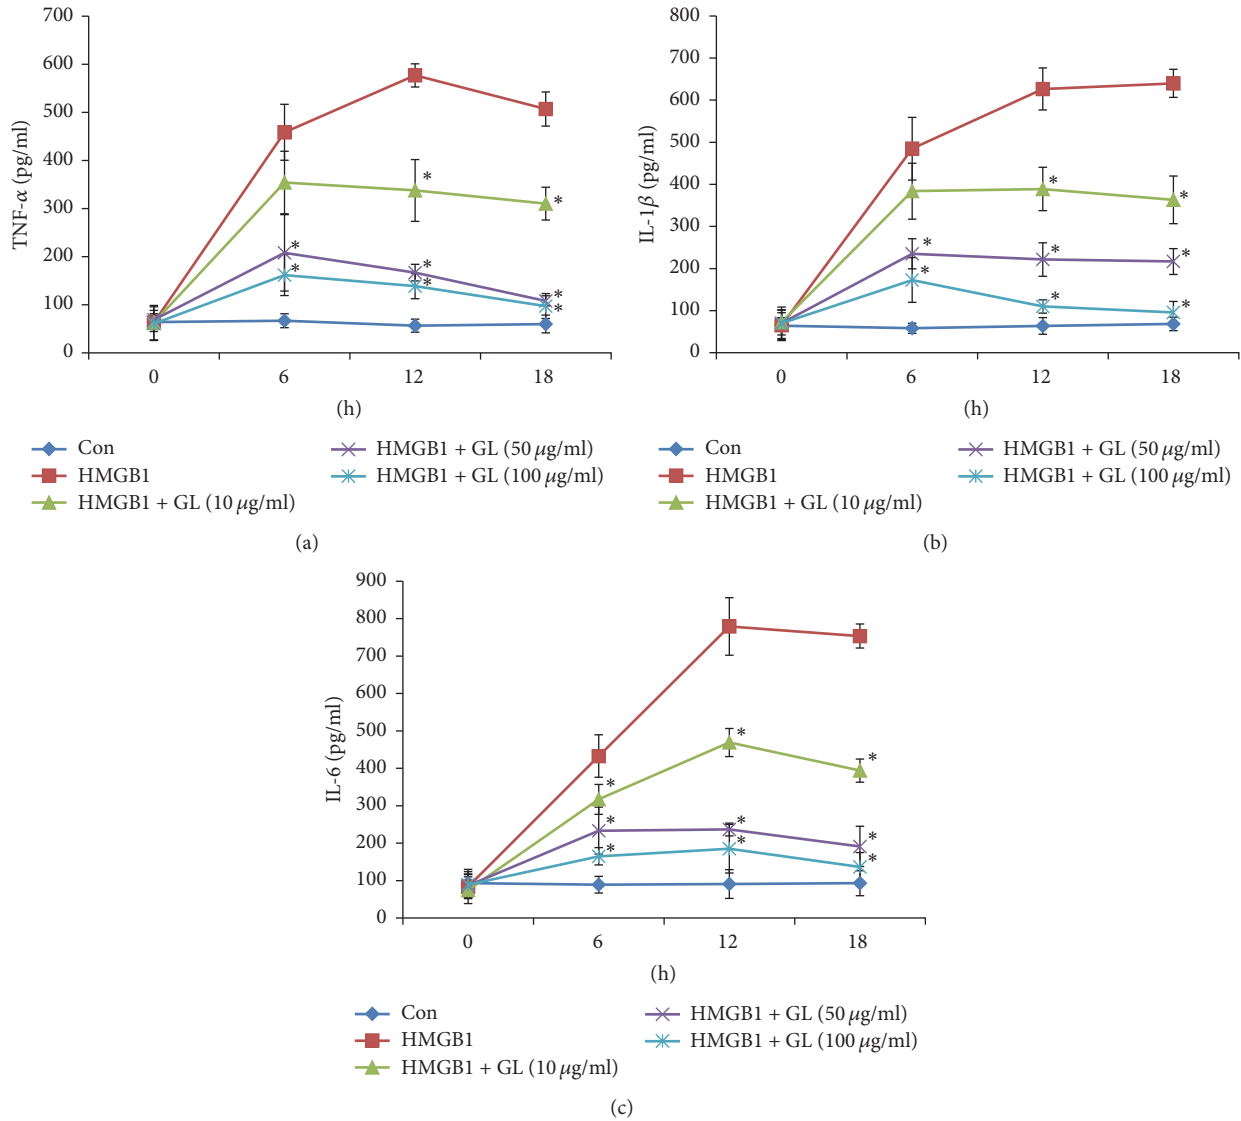 700
600
500
400
300
200
100
0
TNF-α (pg/ml)
*
*
*
*
*
*
*
*
0 6 12 18
(h)
Con
HMGB1
HMGB1 + GL (10 μg/ml)
HMGB1 + GL (50 μg/ml)
HMGB1 + GL (100 μg/ml)
(a)
800
700
600
500
400
300
200
100
0
IL-1β (pg/ml)
*
*
*
*
*
*
*
*
0 6 12 18
(h)
Con
HMGB1
HMGB1 + GL (10 μg/ml)
HMGB1 + GL (50 μg/ml)
HMGB1 + GL (100 μg/ml)
(b)
900
800
700
600
500
400
300
200
100
0
IL-6 (pg/ml)
*
*
*
*
*
*
*
*
*
0 6 12 18
(h)
Con
HMGB1
HMGB1 + GL (10 μg/ml)
HMGB1 + GL (50 μg/ml)
HMGB1 + GL (100 μg/ml)
(c)